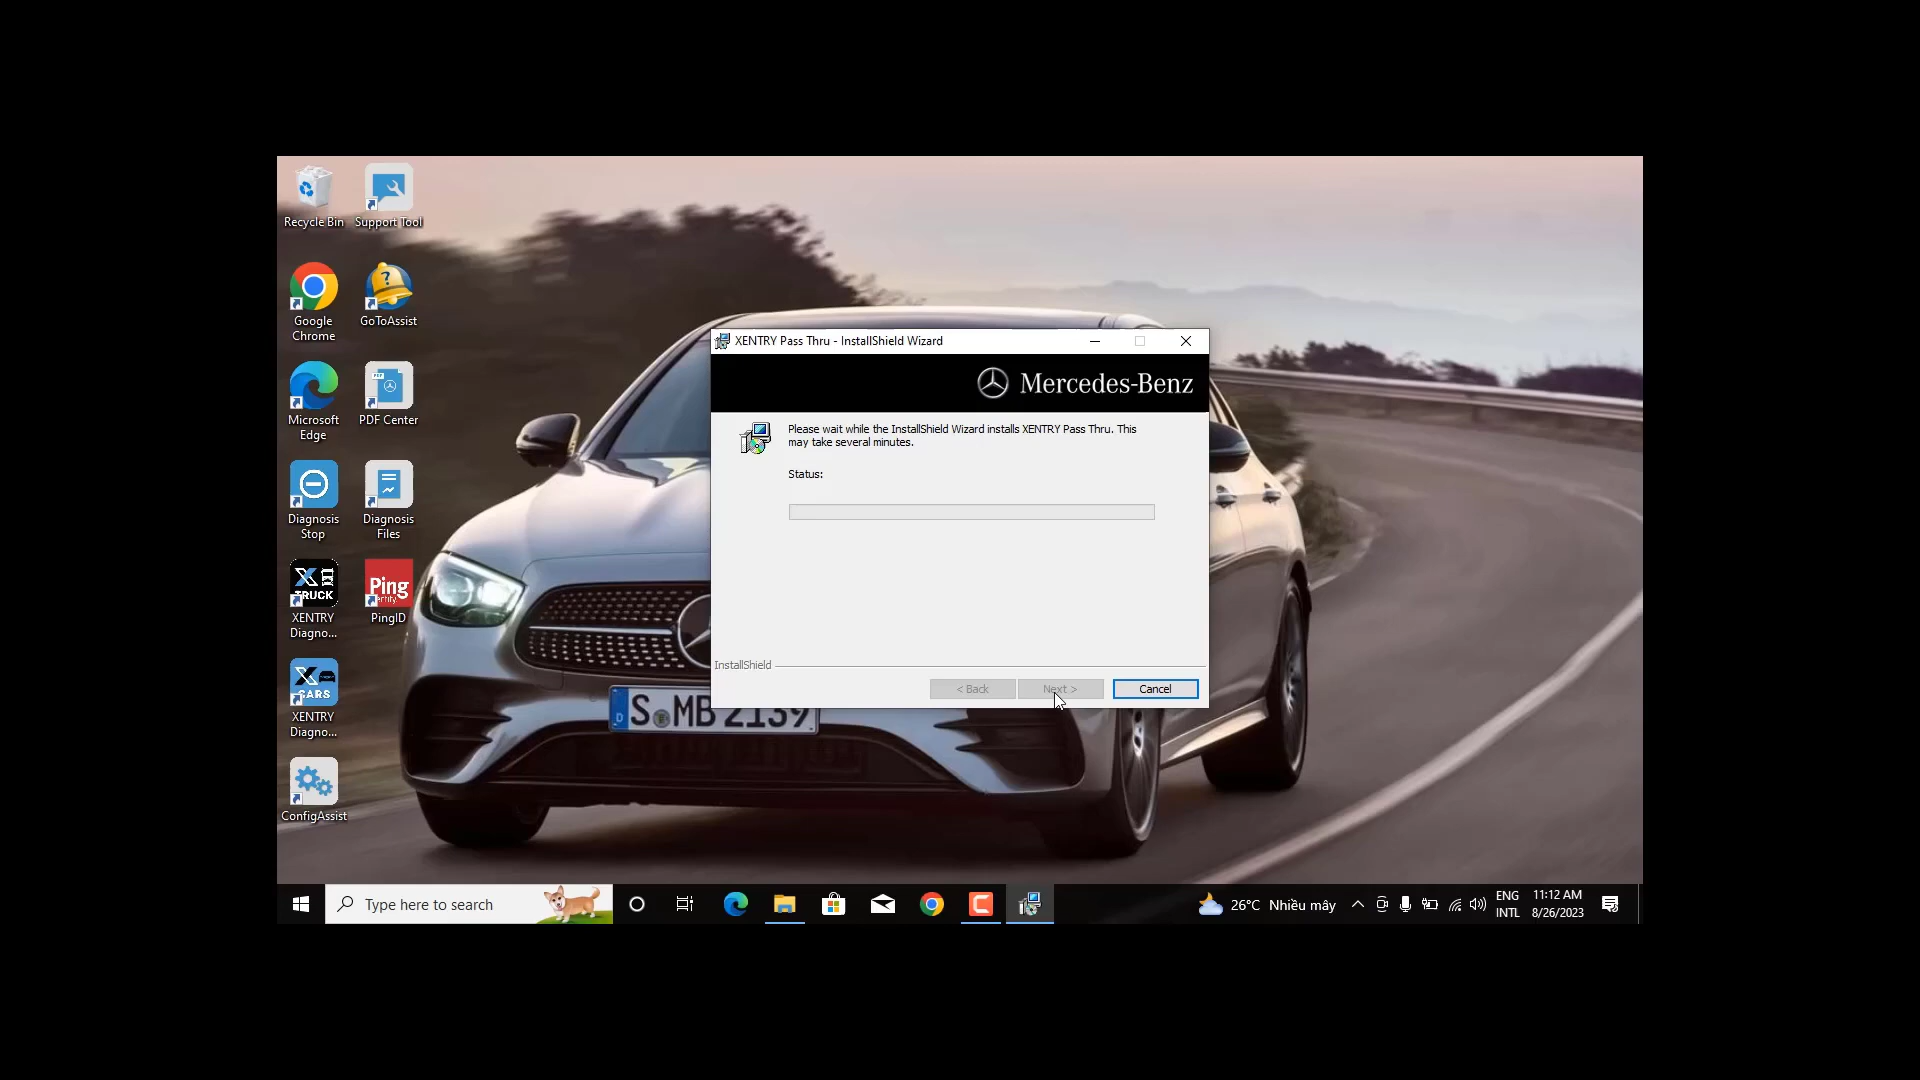 Recycle Bin
Support Tool
Google
Chrome
GoToAssist
Microsoft
Edge
PDF
PDF Center
Diagnosis
Stop
Diagnosis
Files
X
TRUCK
XENTRY
Diagno...
Ping
Identity.
PingID
X
CARS
XENTRY
Diagno...
ConfigAssist
XENTRY Pass Thru - InstallShield Wizard
Mercedes-Benz
Please wait while the InstallShield Wizard installs XENTRY Pass Thru. This
may take several minutes.
Status:
InstallShield
< Back
Next >
Cancel
D
S MB 2139
Type here to search
26°C Nhiều mây
ENG
INTL
11:12 AM
8/26/2023